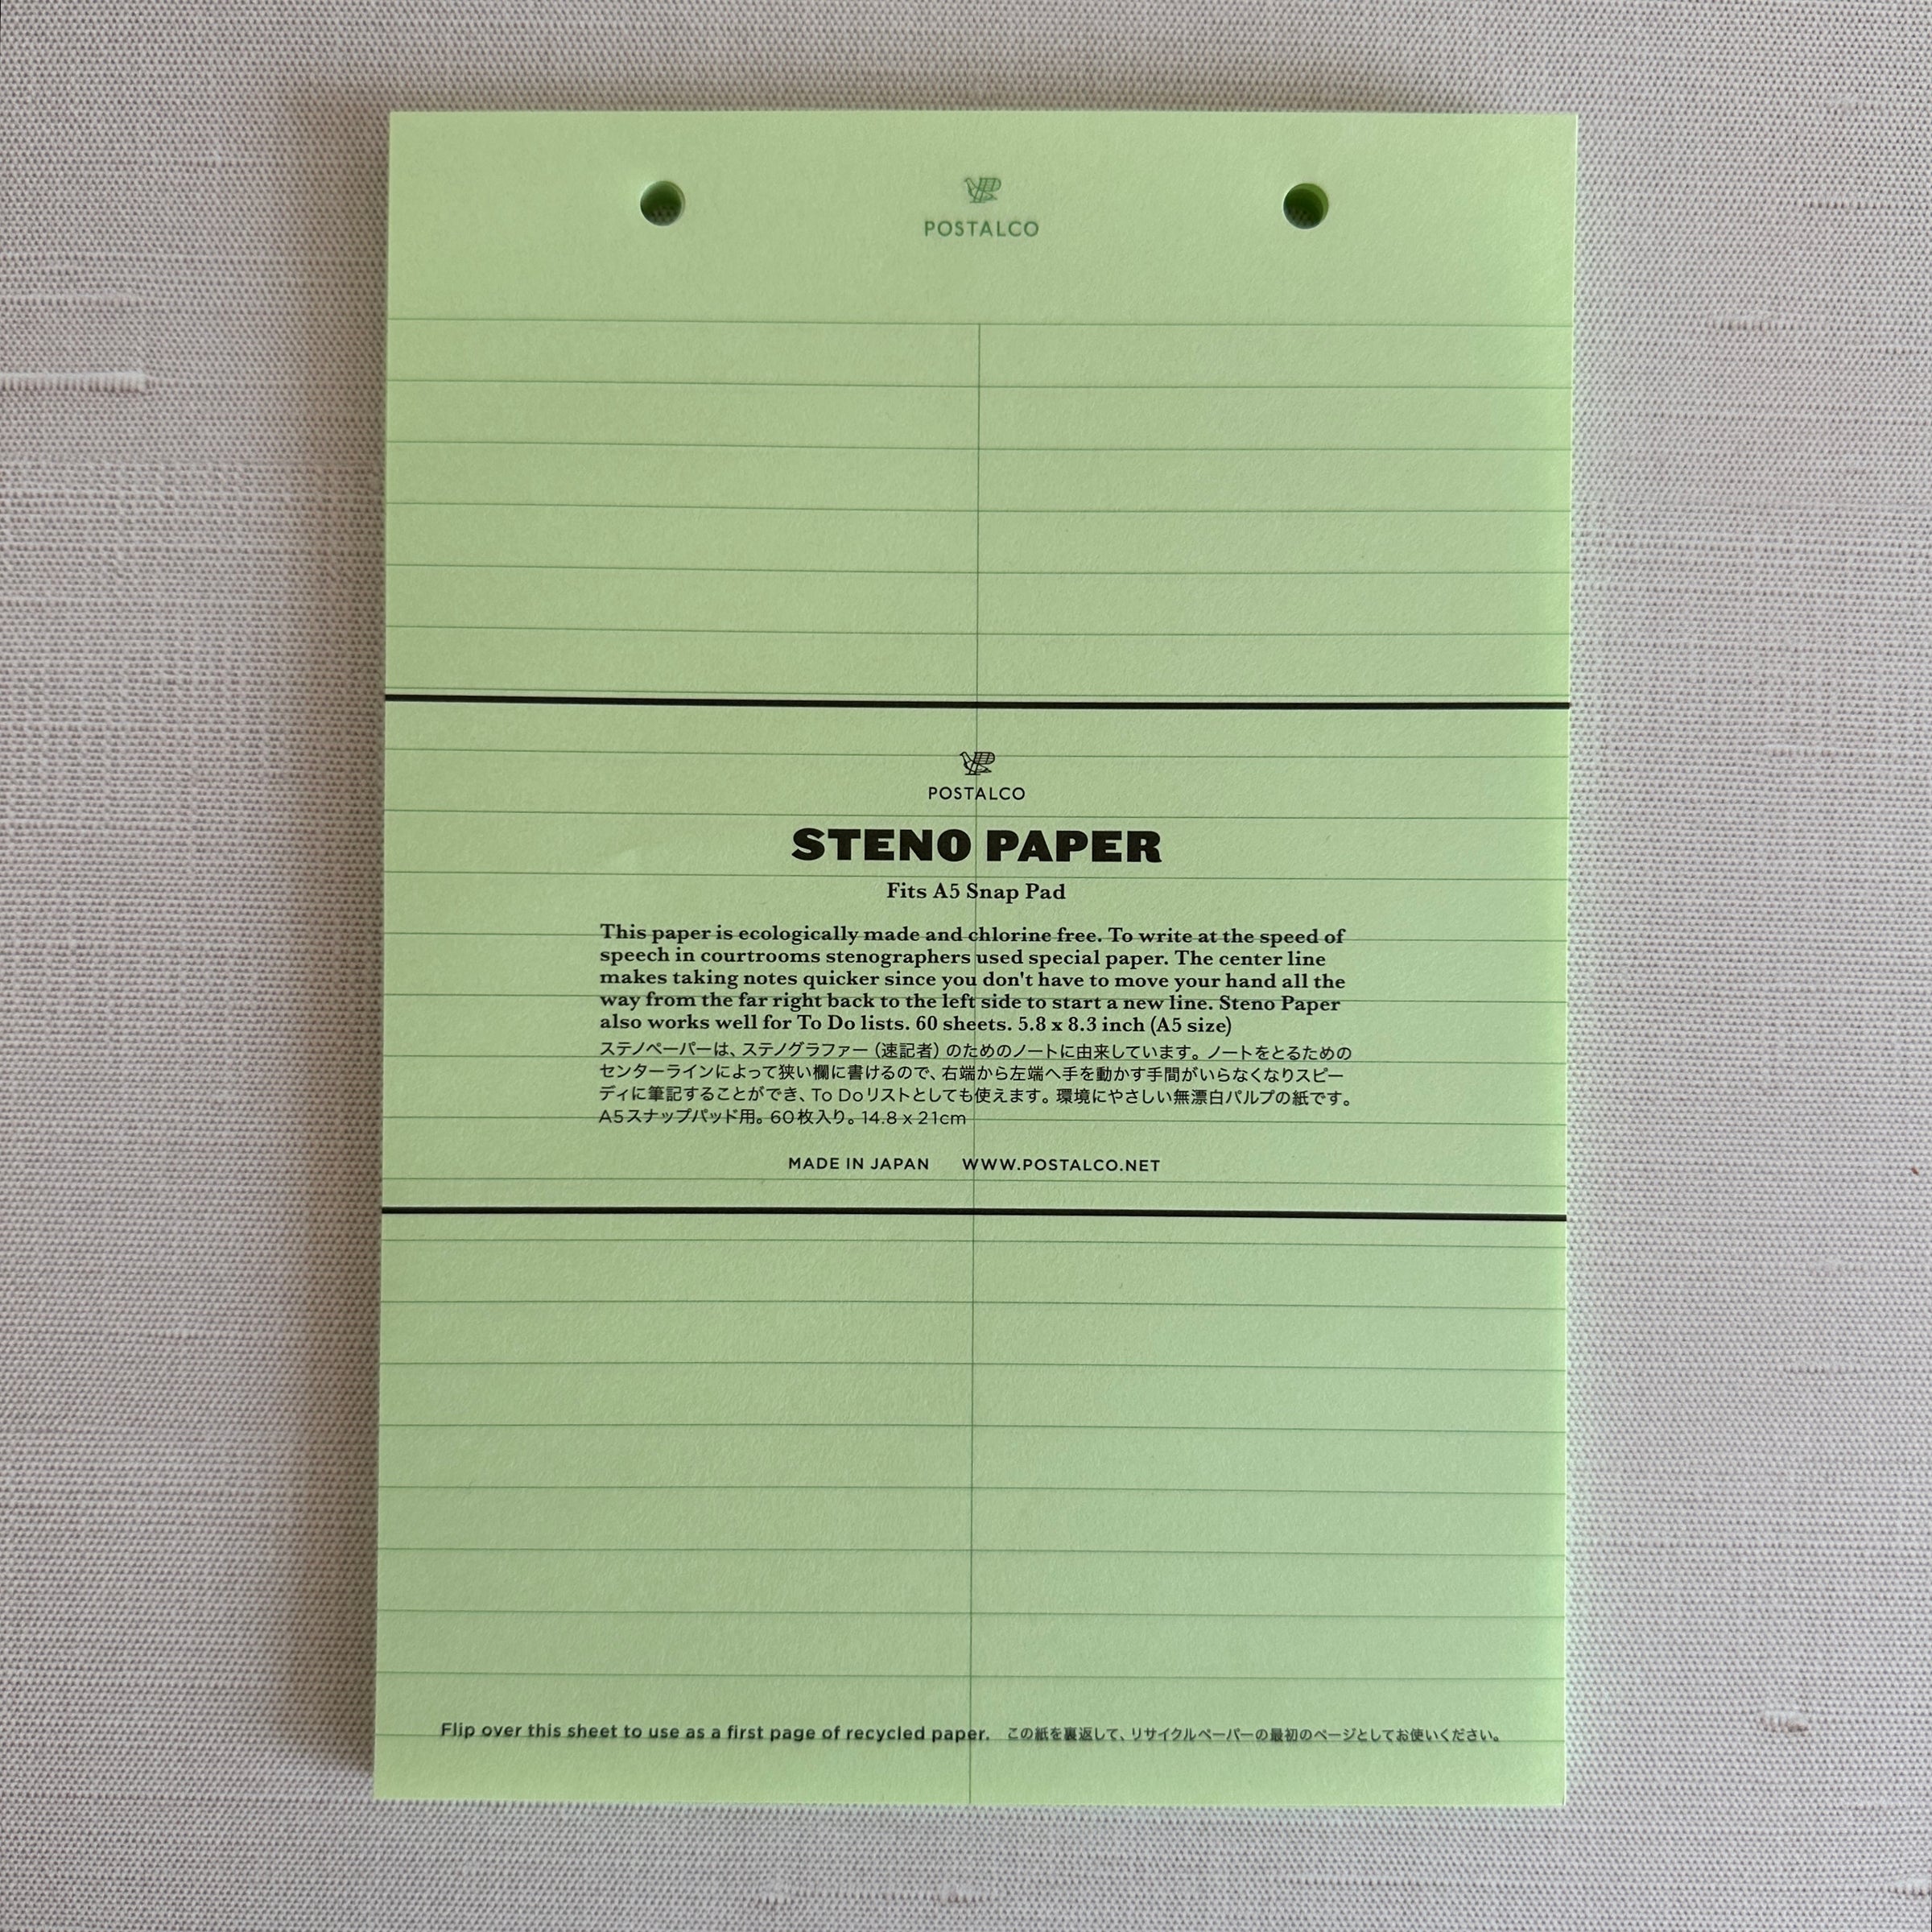 POSTALCO
POSTALCO
STENO PAPER
Fits A5 Snap Pad
This paper is ecologically made and chlorine free. To write at the speed of
speech in courtrooms stenographers used special paper. The center line
makes taking notes quicker since you don't have to move your hand all the
way from the far right back to the left side to start a new line. Steno Paper
also works well for To Do lists. 60 sheets. 5.8 x 8.3 inch (A5 size)
ステノペーパーは、ステノグラファー（速記者）のためのノートに由来しています。ノートをとるための
センターラインによって狭い欄に書けるので、右端から左端へ手を動かす手間がいらなくなりスピー
ディに筆記することができ、To Doリストとしても使えます。環境にやさしい無漂白パルプの紙です。
A5スナップパッド用。60枚入り。14.8 x 21cm
MADE IN JAPAN WWW.POSTALCO.NET
Flip over this sheet to use as a first page of recycled paper. この紙を裏返して、リサイクルペーパーの最初のページとしてお使いください。